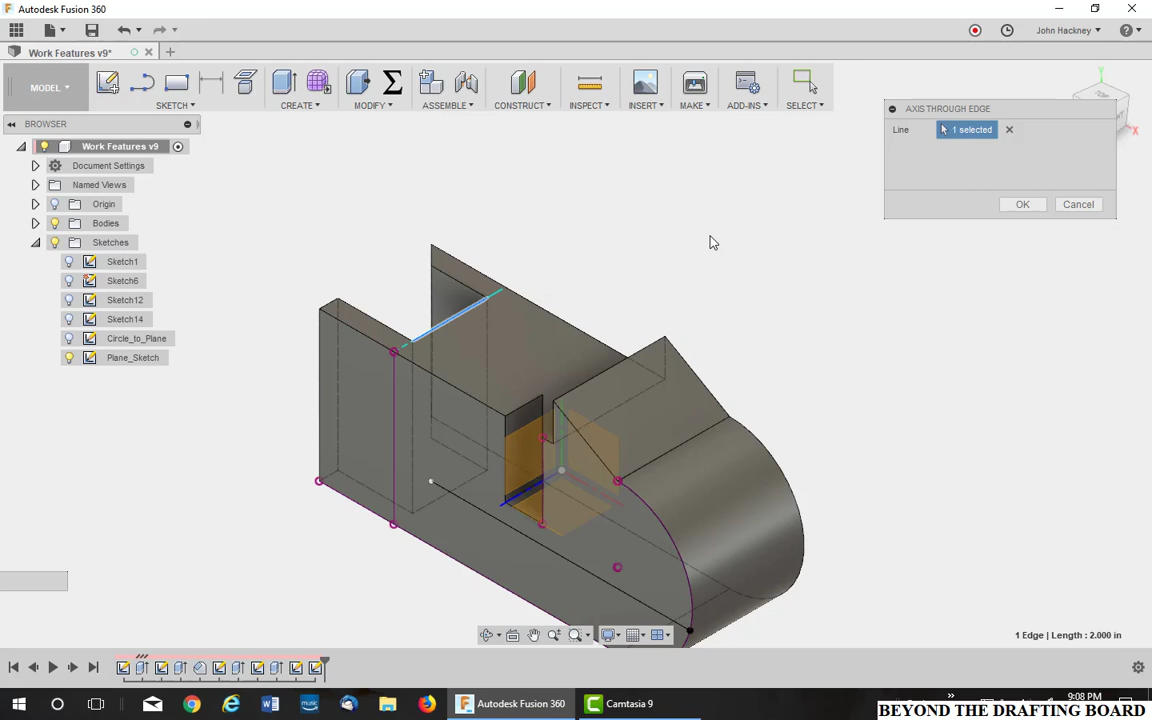 Autodesk Fusion 360
John Hackney
Work Features v9*
MODEL
SKETCH
CREATE
MODIFY
ASSEMBLE
CONSTRUCT
INSPECT
INSERT
MAKE
ADD-INS
SELECT
BROWSER
Work Features v9
Document Settings
Named Views
Origin
Bodies
Sketches
Sketch1
Sketch6
Sketch12
Sketch14
Circle_to_Plane
Plane_Sketch
AXIS THROUGH EDGE
Line 1 selected
OK Cancel
X
1 Edge | Length : 2.000 in
Autodesk Fusion 360
Camtasia 9
9:08 PM
BEYOND THE DRAFTING BOARD